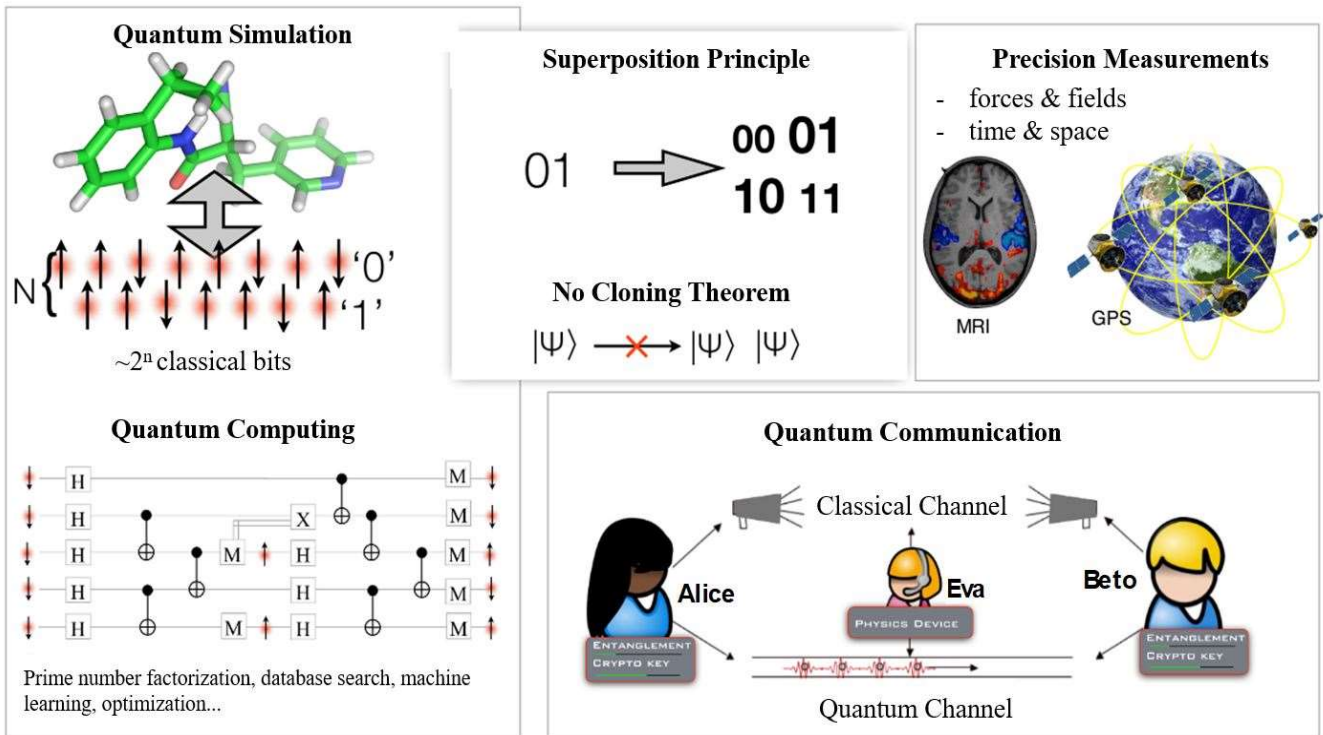 Quantum Simulation
N{
'0'
'1'
~2ⁿ classical bits
Quantum Computing
H
M
H
X
M
H
M
H
M
H
H
M
H
M
H
M
Prime number factorization, database search, machine
learning, optimization...
Superposition Principle
01
00 01
10 11
No Cloning Theorem
|Ψ⟩ |Ψ⟩ |Ψ⟩
Precision Measurements
- forces & fields
- time & space
MRI
GPS
Quantum Communication
Classical Channel
Alice
Eva
Beto
PHYSICS DEVICE
ENTANGLEMENT
CRYPTO KEY
ENTANGLEMENT
CRYPTO KEY
Quantum Channel